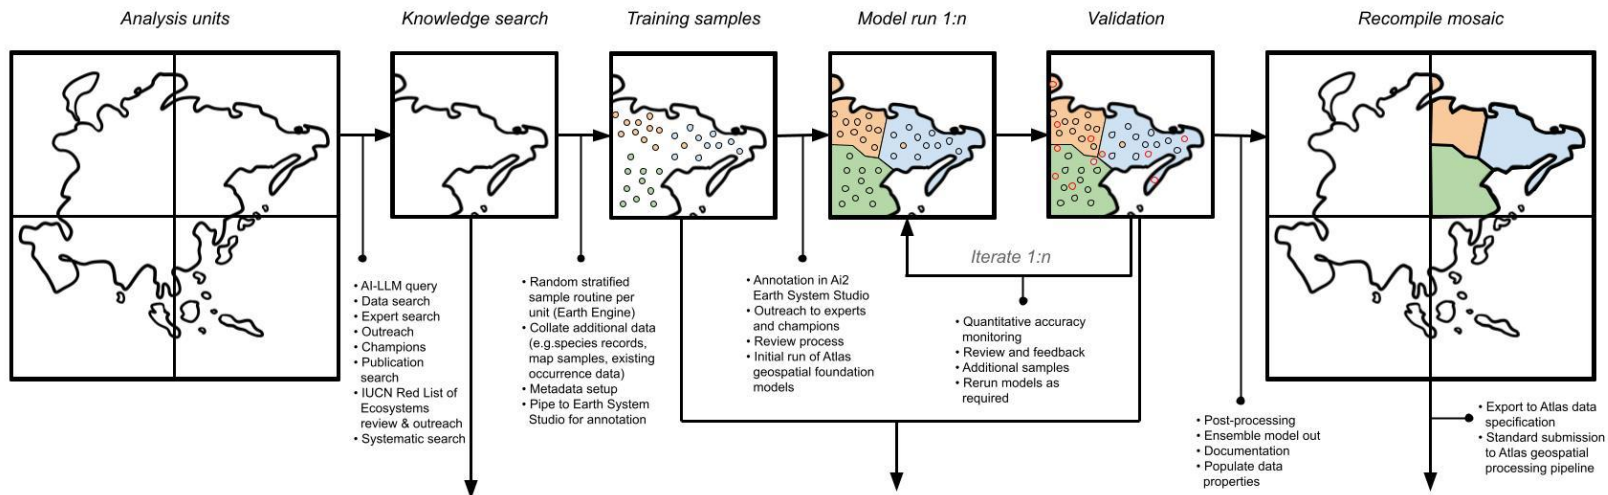 Analysis units
Knowledge search
Training samples
Model run 1:n
Validation
Recompile mosaic
• AI-LLM query
• Data search
• Expert search
• Outreach
• Champions
• Publication
search
• IUCN Red List of
Ecosystems
review & outreach
• Systematic search
• Random stratified
sample routine per
unit (Earth Engine)
• Collate additional data
(e.g.species records,
map samples, existing
occurrence data)
• Metadata setup
• Pipe to Earth System
Studio for annotation
• Annotation in Ai2
Earth System Studio
• Outreach to experts
and champions
• Review process
• Initial run of Atlas
geospatial foundation
models
Iterate 1:n
• Quantitative accuracy
monitoring
• Review and feedback
• Additional samples
• Rerun models as
required
• Post-processing
• Ensemble model out
• Documentation
• Populate data
properties
• Export to Atlas data
specification
• Standard submission
to Atlas geospatial
processing pipeline